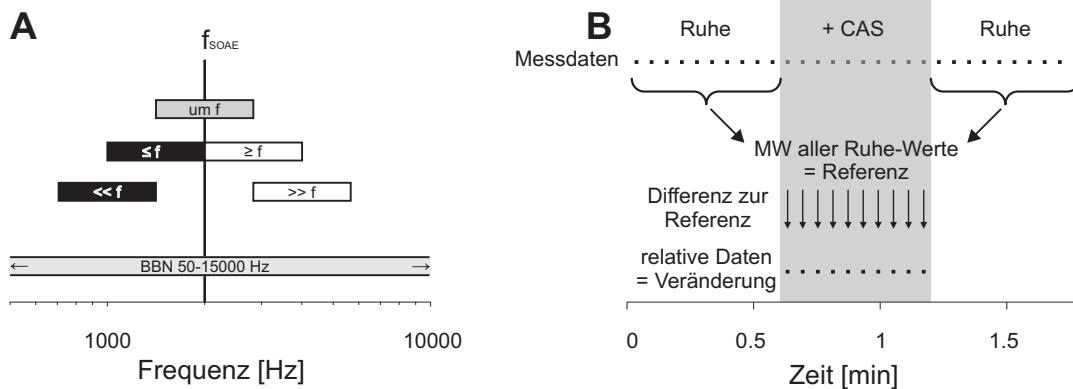 A
f SOAE
um f
≤ f
≥ f
<< f
>> f
← BBN 50-15000 Hz →
1000
10000
Frequenz [Hz]
B
Ruhe
+ CAS
Ruhe
Messdaten
MW aller Ruhe-Werte
= Referenz
Differenz zur
Referenz
relative Daten
= Veränderung
0
0.5
1
1.5
Zeit [min]